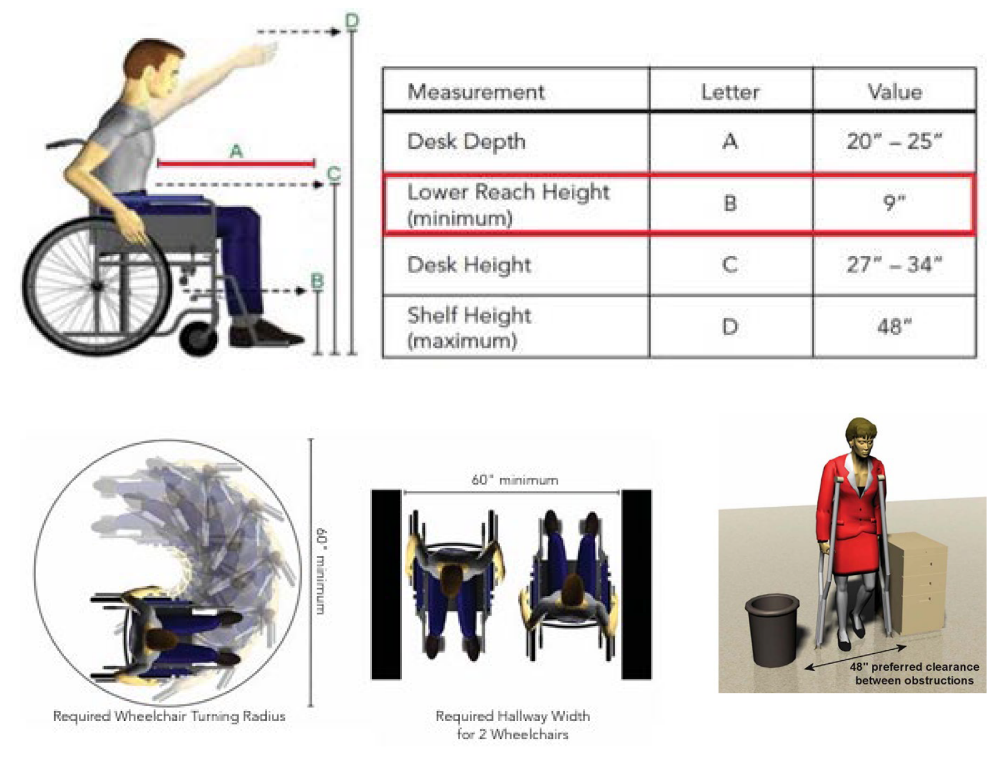 D
A
C
B
Measurement Letter Value
Desk Depth A 20” – 25”
Lower Reach Height
(minimum) B 9”
Desk Height C 27” – 34”
Shelf Height
(maximum) D 48”
60" minimum
Required Wheelchair Turning Radius
60" minimum
Required Hallway Width
for 2 Wheelchairs
48" preferred clearance
between obstructions